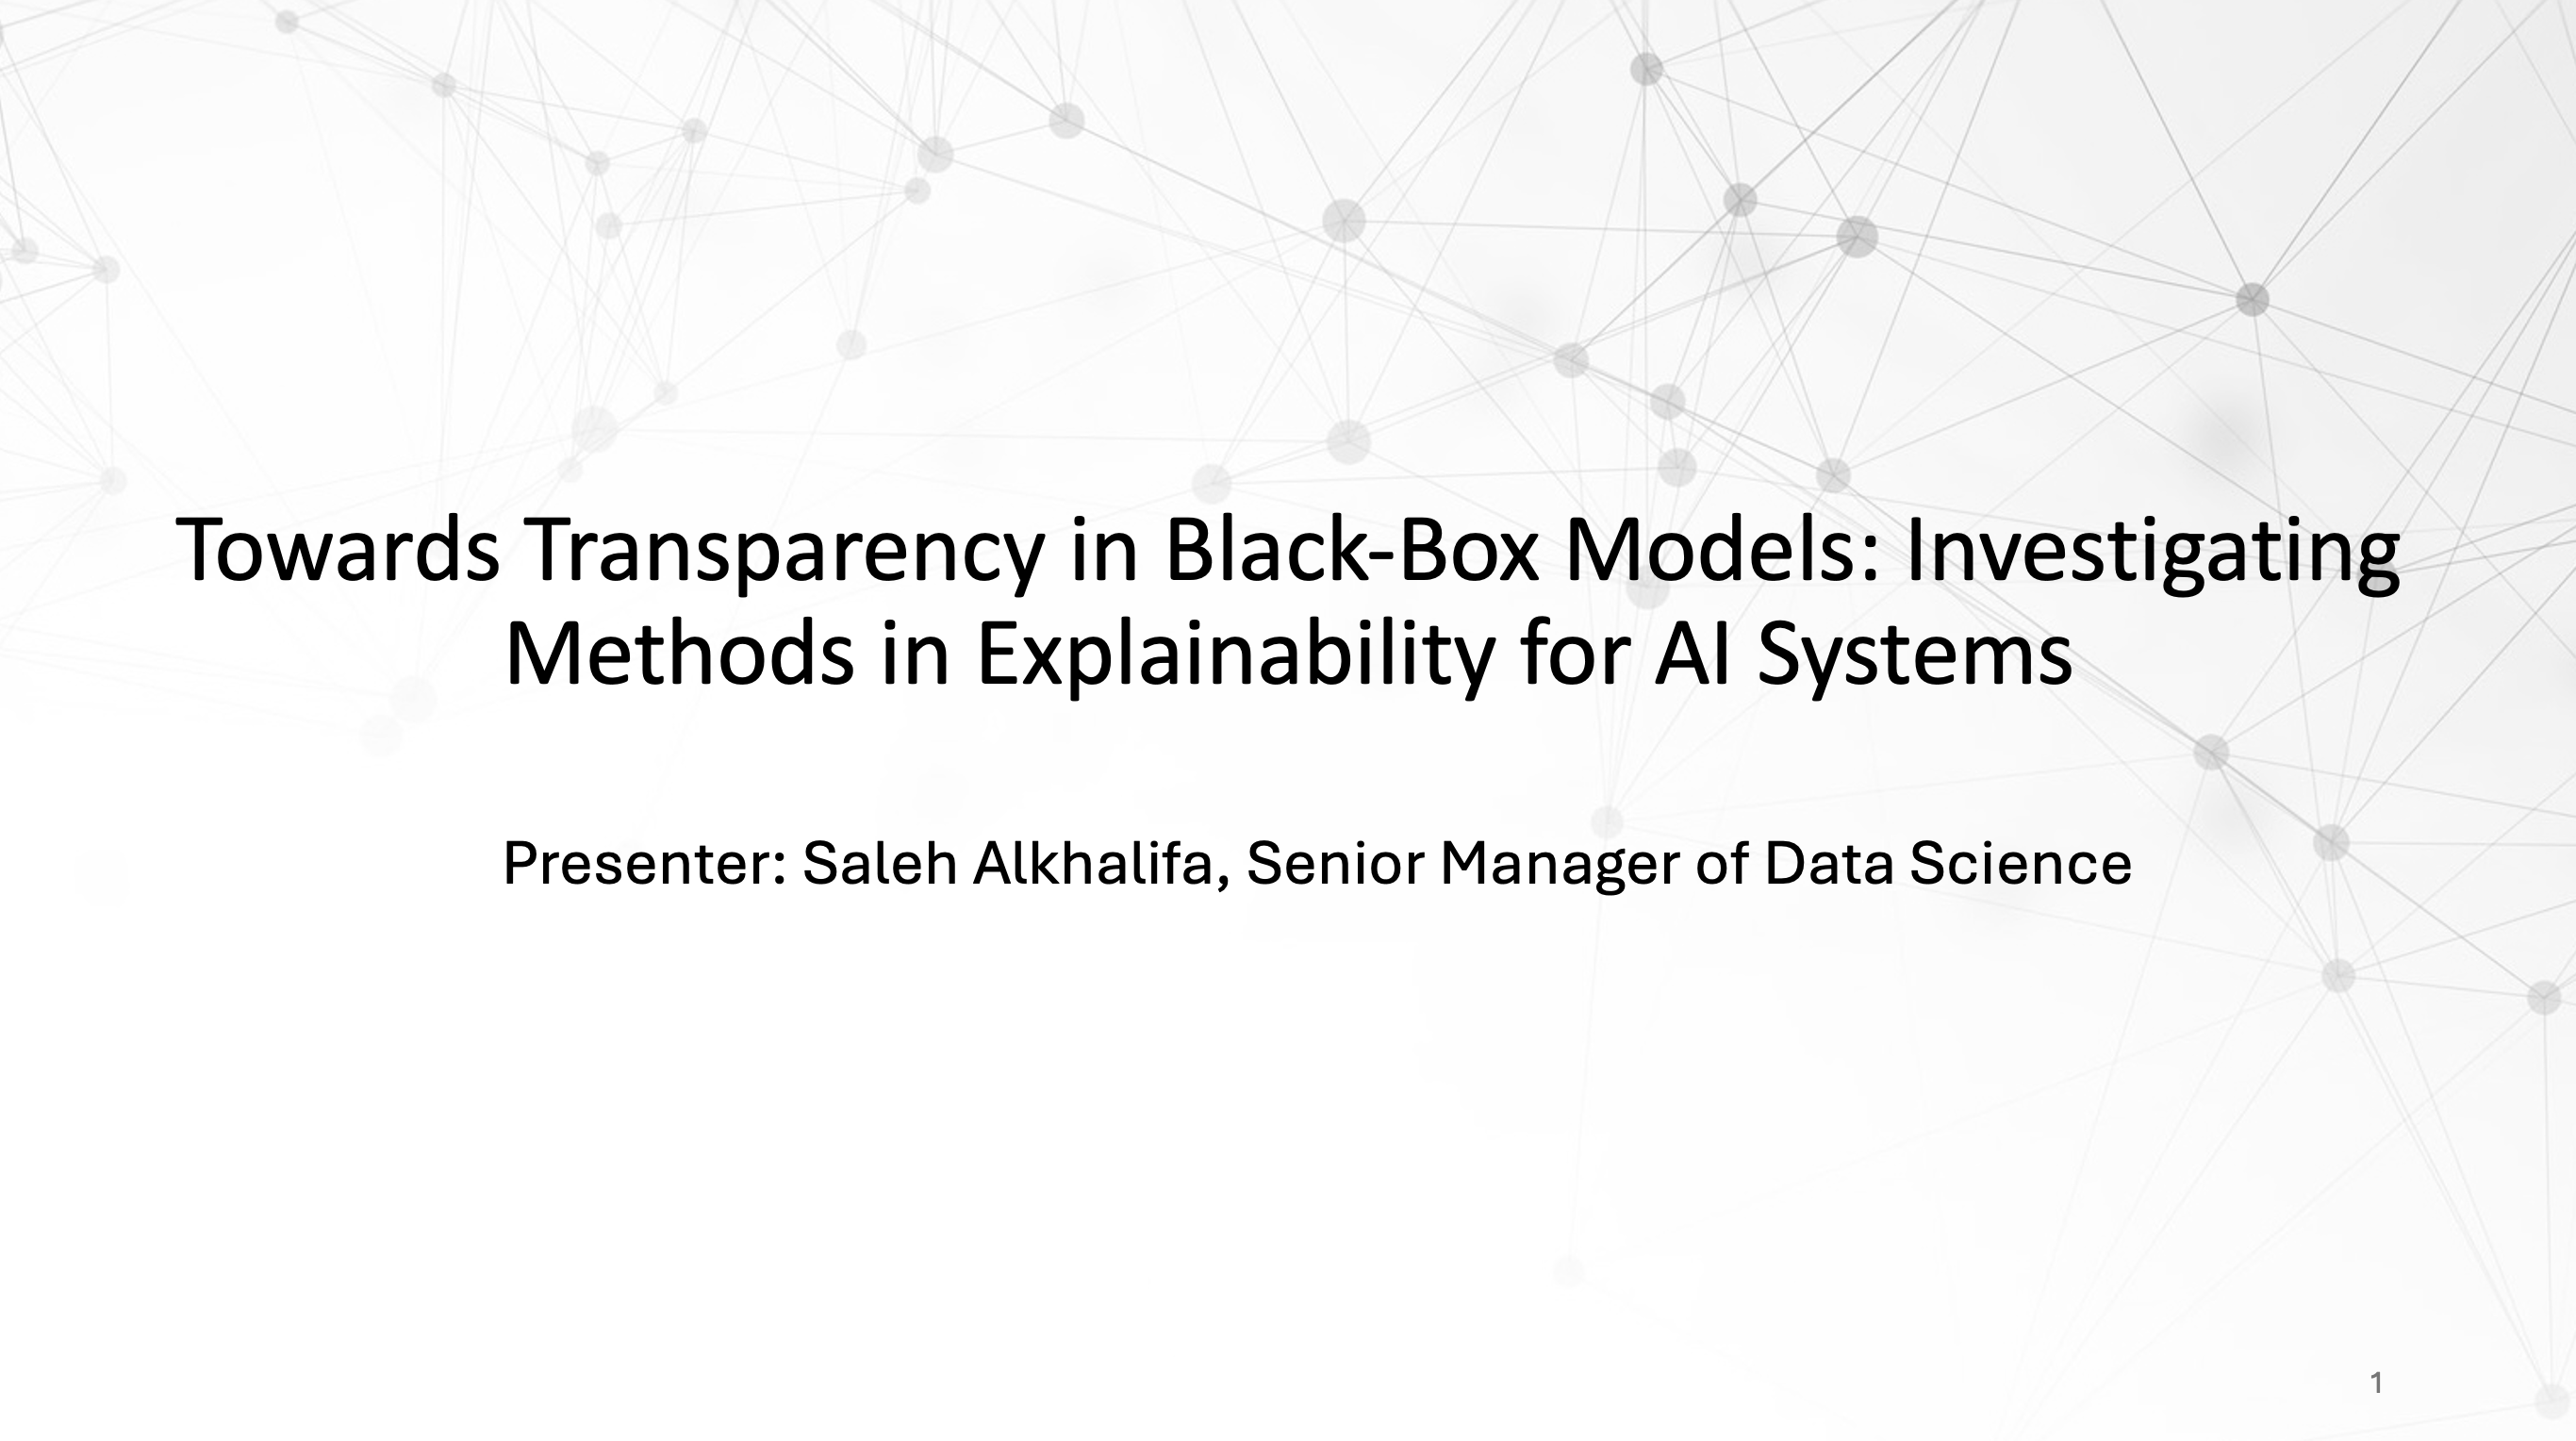 Towards Transparency in Black-Box Models: Investigating
Methods in Explainability for AI Systems
Presenter: Saleh Alkhalifa, Senior Manager of Data Science
1